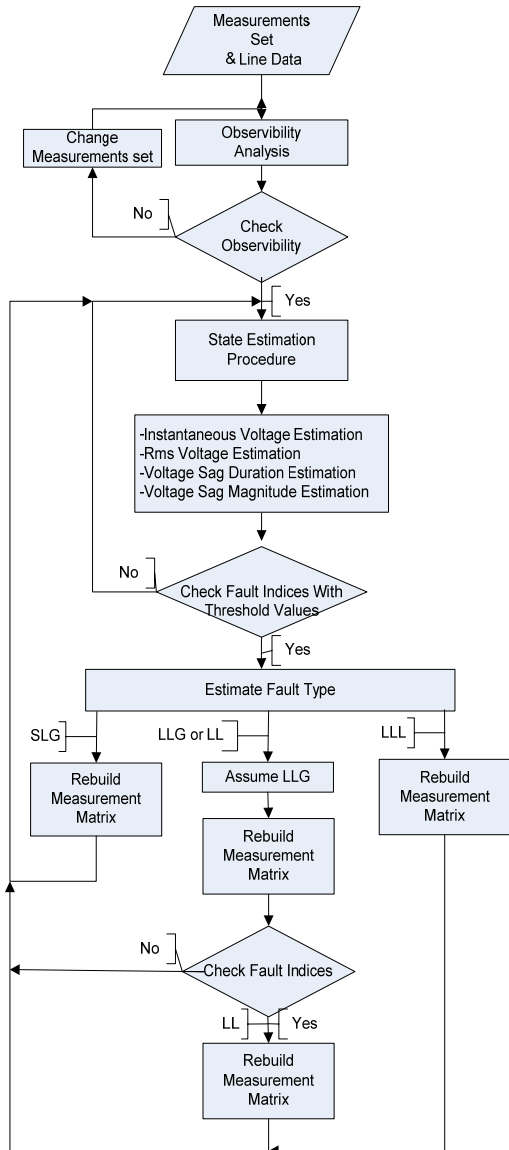 Measurements
Set
& Line Data
Change
Measurements set
Observibility
Analysis
No
Check
Observibility
Yes
State Estimation
Procedure
-Instantaneous Voltage Estimation
-Rms Voltage Estimation
-Voltage Sag Duration Estimation
-Voltage Sag Magnitude Estimation
No
Check Fault Indices With
Threshold Values
Yes
Estimate Fault Type
SLG
LLG or LL
LLL
Rebuild
Measurement
Matrix
Assume LLG
Rebuild
Measurement
Matrix
Rebuild
Measurement
Matrix
No
Check Fault Indices
LL
Yes
Rebuild
Measurement
Matrix